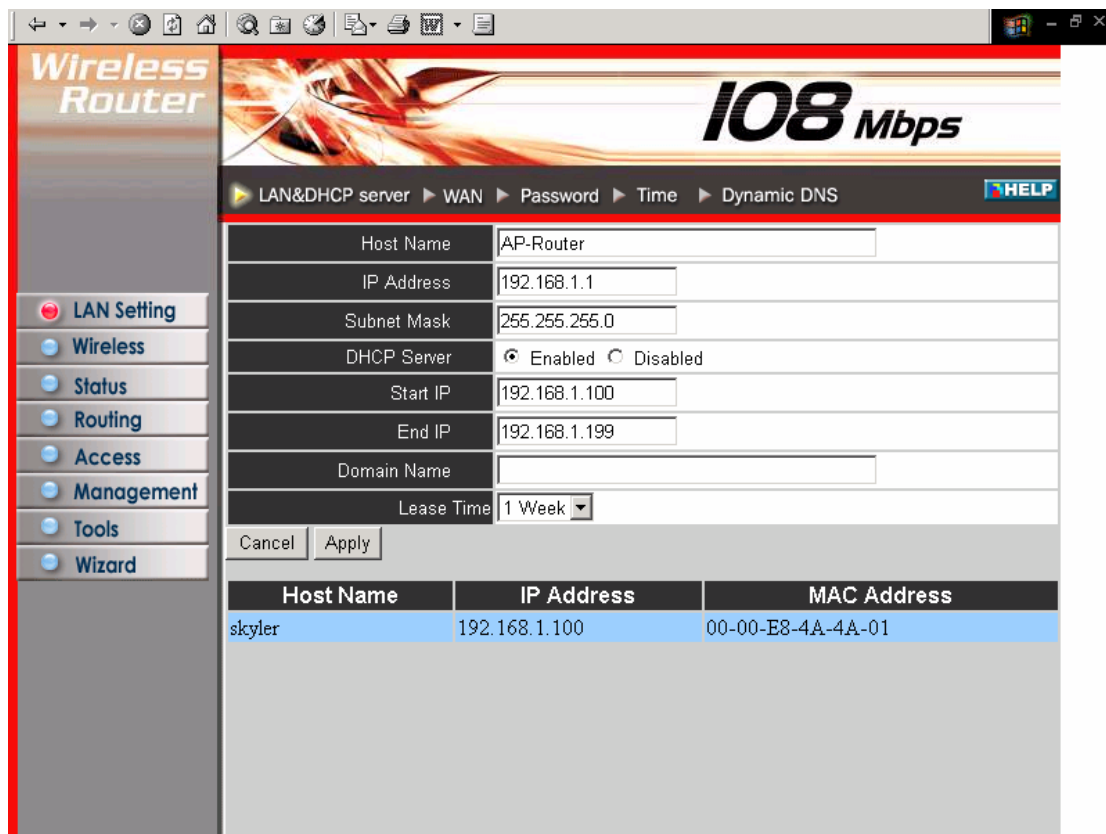 Wireless
Router
108 Mbps
LAN&DHCP server WAN Password Time Dynamic DNS HELP
Host Name AP-Router
IP Address 192.168.1.1
Subnet Mask 255.255.255.0
DHCP Server Enabled Disabled
Start IP 192.168.1.100
End IP 192.168.1.199
Domain Name
Lease Time 1 Week
Cancel Apply
LAN Setting
Wireless
Status
Routing
Access
Management
Tools
Wizard
Host Name IP Address MAC Address
skyler 192.168.1.100 00-00-E8-4A-4A-01